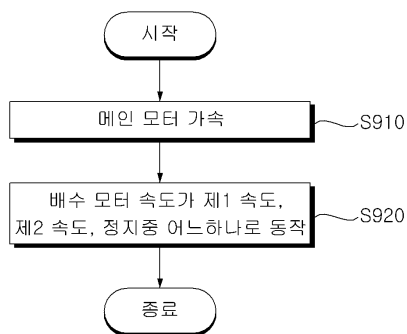 시작
메인 모터 가속
S910
배수 모터 속도가 제1 속도,
제2 속도, 정지중 어느하나로 동작
S920
종료